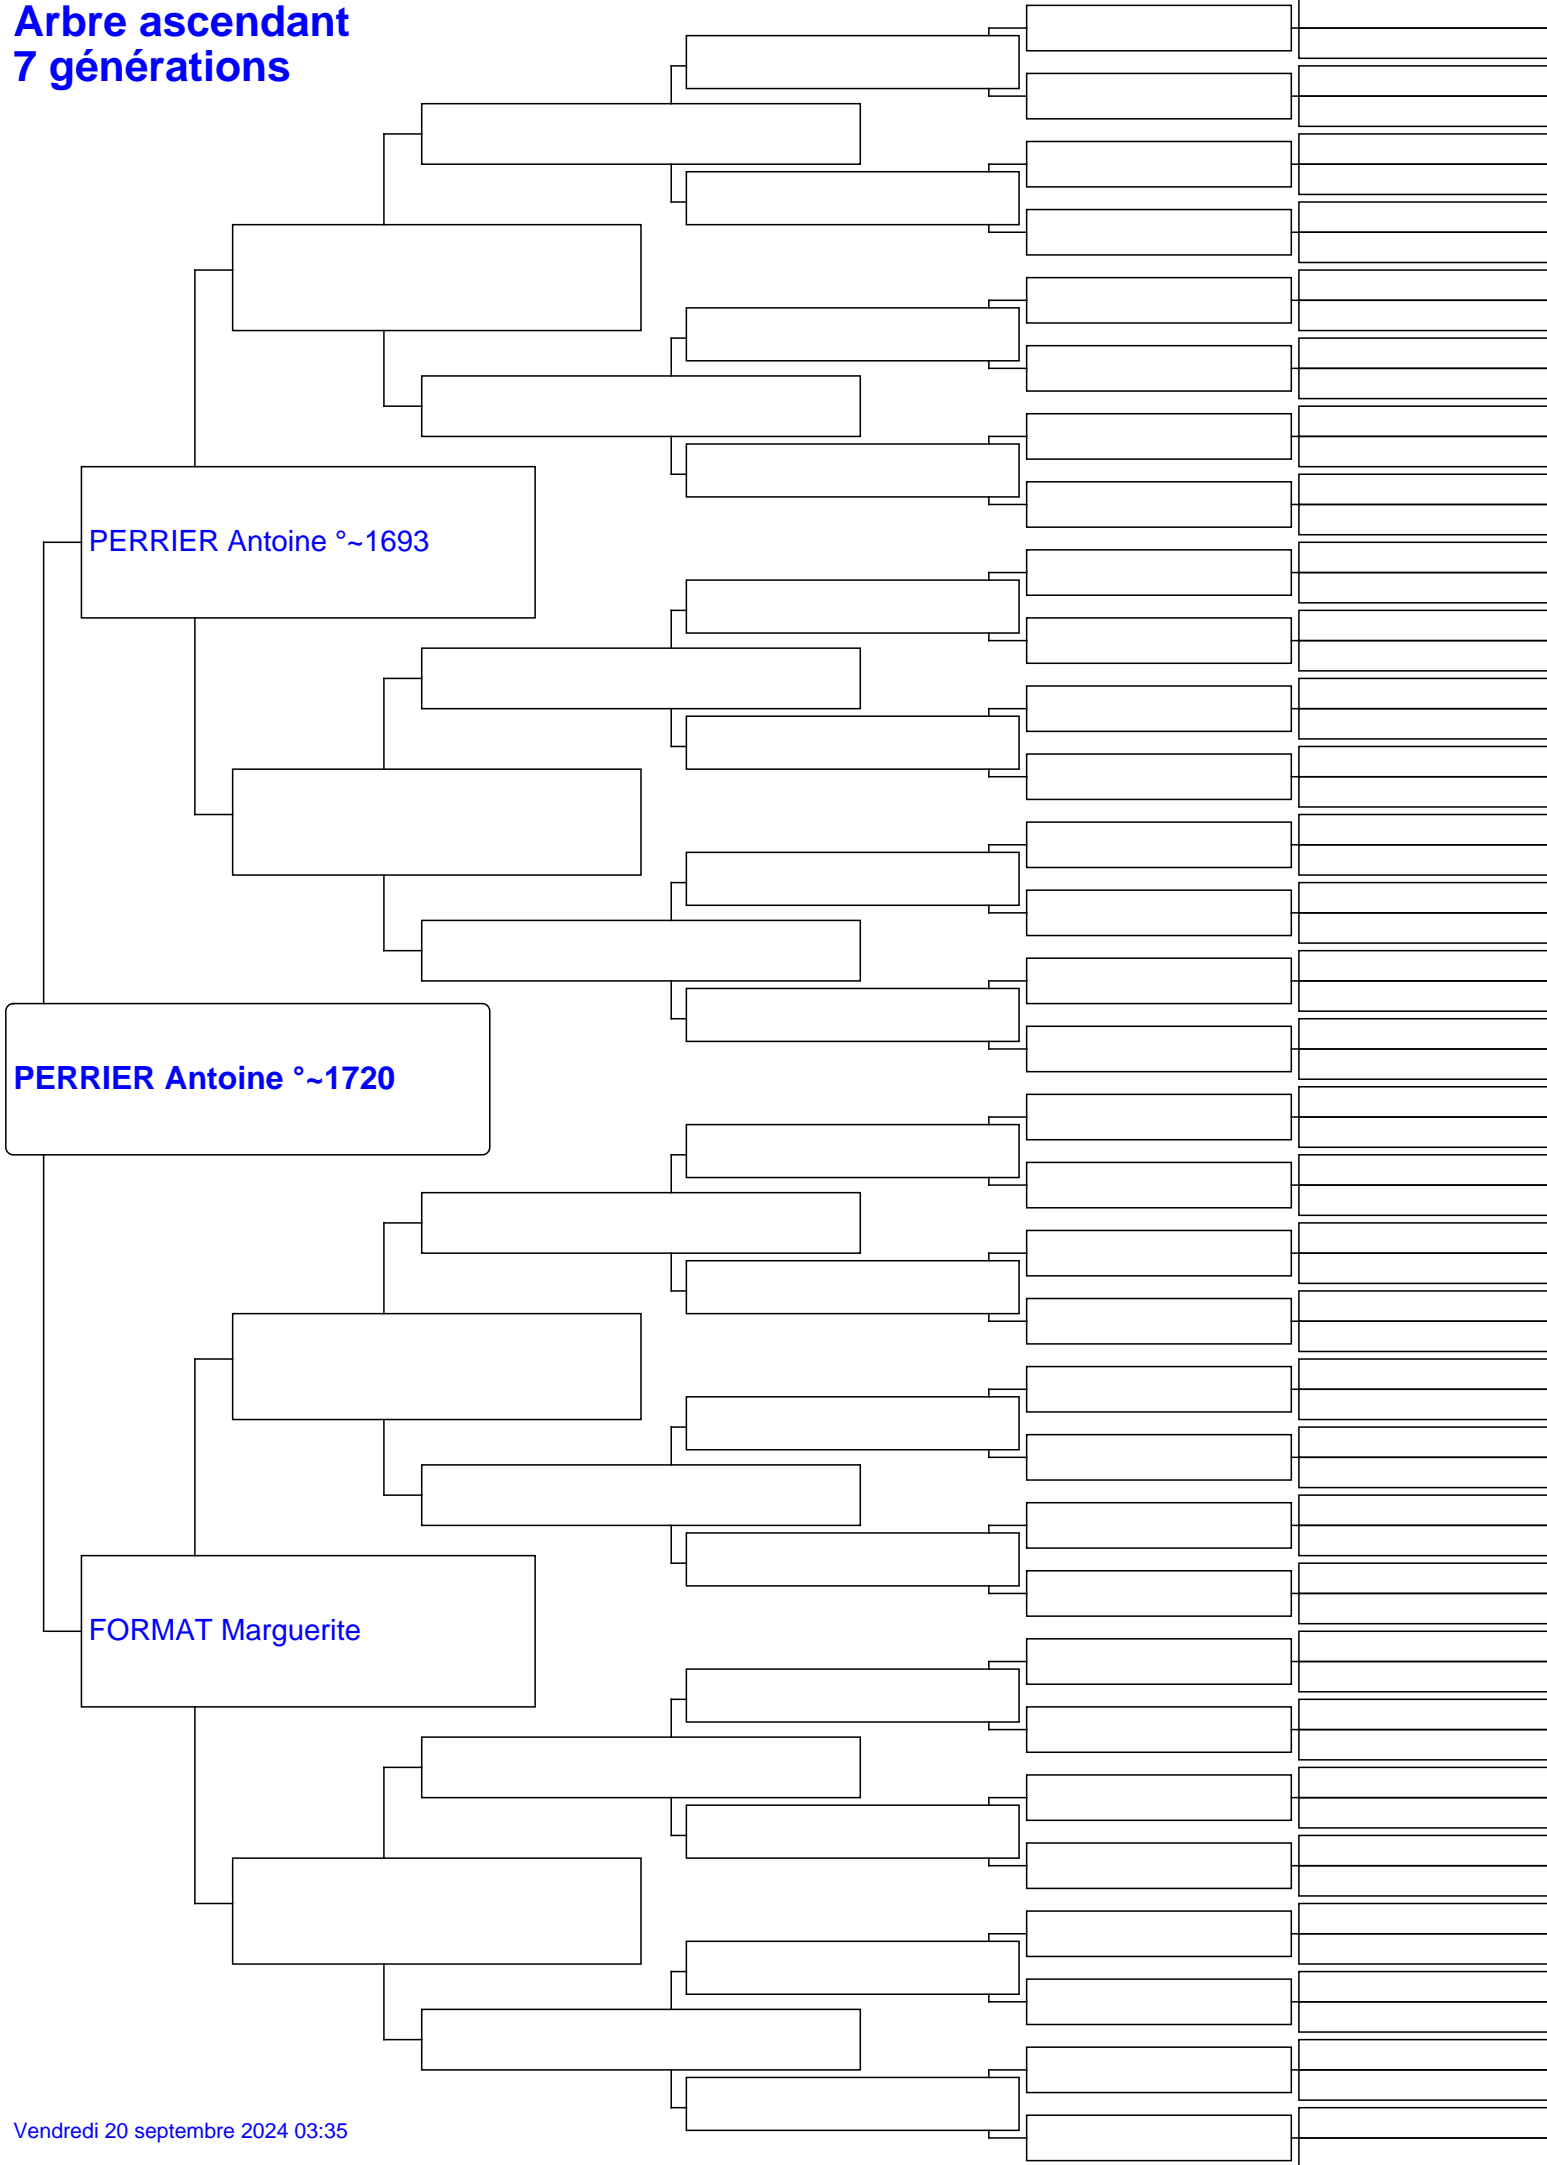 Arbre ascendant
7 générations
PERRIER Antoine °~1693
PERRIER Antoine °~1720
FORMAT Marguerite
Vendredi 20 septembre 2024 03:35